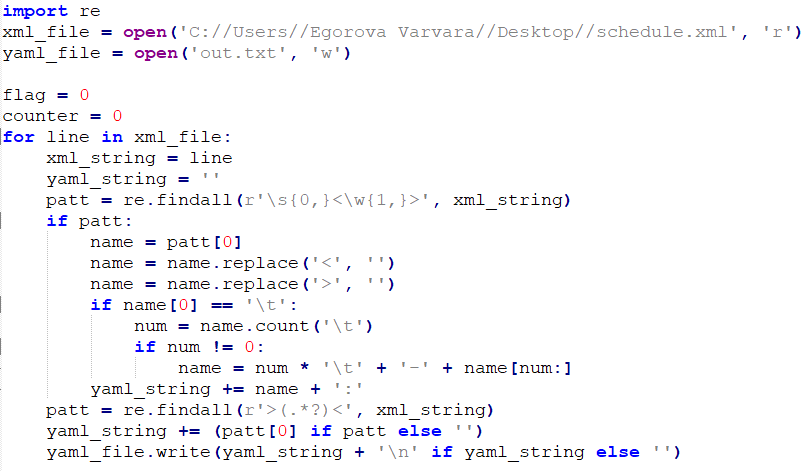 import re
xml_file = open('C://Users//Egorova Varvara//Desktop//schedule.xml', 'r')
yaml_file = open('out.txt', 'w')

flag = 0
counter = 0
for line in xml_file:
    xml_string = line
    yaml_string = ''
    patt = re.findall(r'\s{0,}<\w{1,}>', xml_string)
    if patt:
        name = patt[0]
        name = name.replace('<', '')
        name = name.replace('>', '')
        if name[0] == '\t':
            num = name.count('\t')
            if num != 0:
                name = num * '\t' + '-' + name[num:]
        yaml_string += name + ':'
    patt = re.findall(r'>(.*?)<', xml_string)
    yaml_string += (patt[0] if patt else '')
    yaml_file.write(yaml_string + '\n' if yaml_string else '')